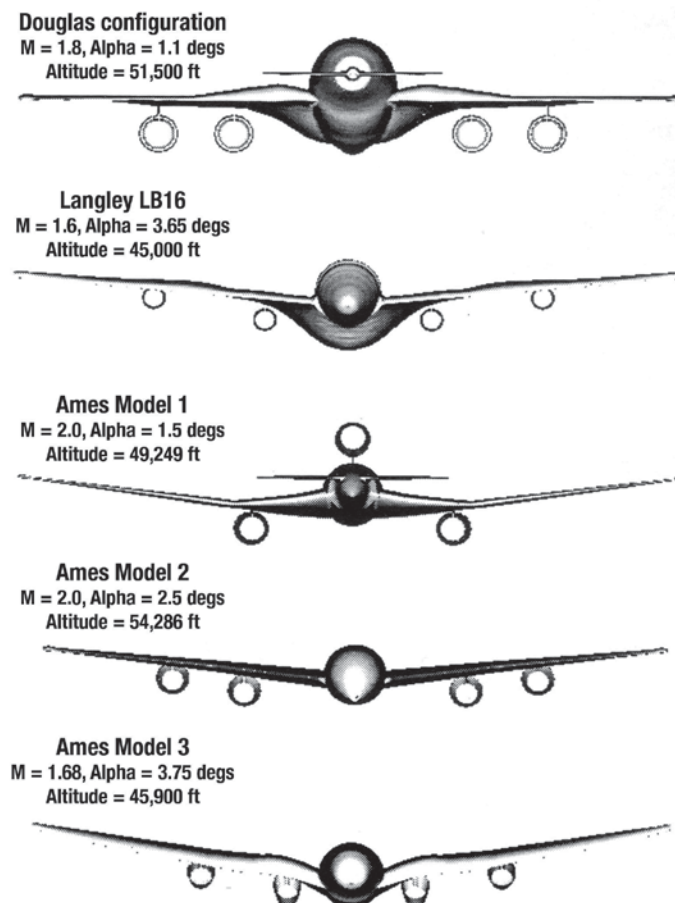 Douglas configuration
M = 1.8, Alpha = 1.1 degs
Altitude = 51,500 ft
Langley LB16
M = 1.6, Alpha = 3.65 degs
Altitude = 45,000 ft
Ames Model 1
M = 2.0, Alpha = 1.5 degs
Altitude = 49,249 ft
Ames Model 2
M = 2.0, Alpha = 2.5 degs
Altitude = 54,286 ft
Ames Model 3
M = 1.68, Alpha = 3.75 degs
Altitude = 45,900 ft